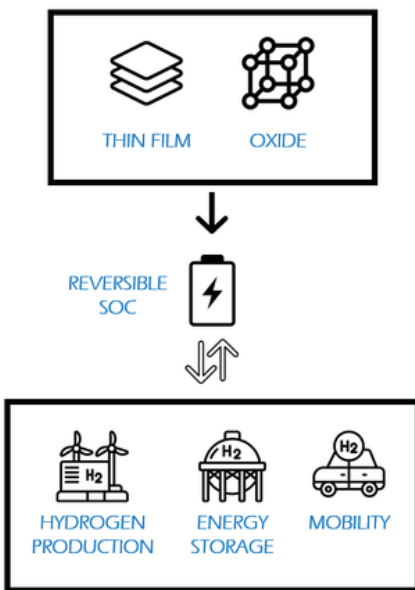 THIN FILM
OXIDE
REVERSIBLE
SOC
H2
H2
H2
HYDROGEN
PRODUCTION
ENERGY
STORAGE
MOBILITY